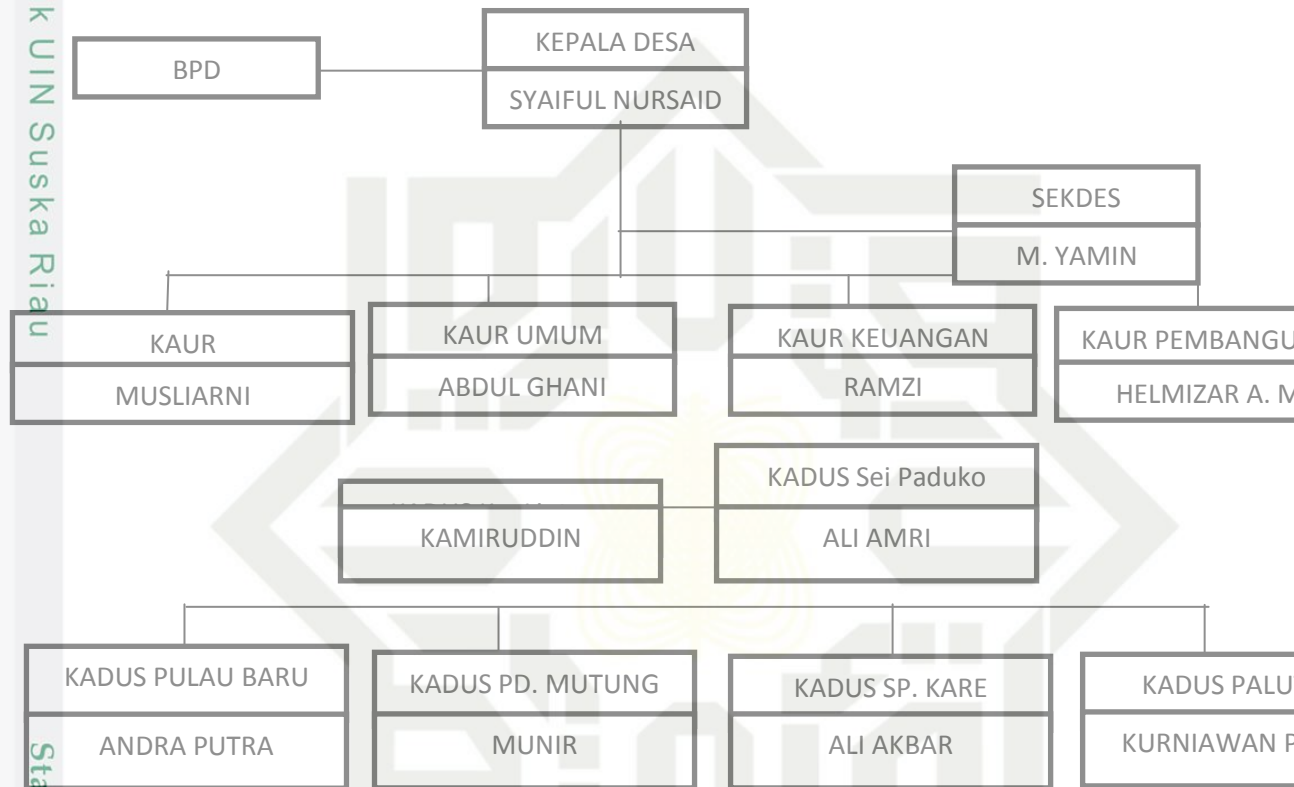 k UIN Suska Riau
Sta
KEPALA DESA
BPD
SYAIFUL NURSAID
SEKDES
M. YAMIN
KAUR
KAUR UMUM
KAUR KEUANGAN
KAUR PEMBANGU
MUSLIARNI
ABDUL GHANI
RAMZI
HELMIZAR A. M
KADUS Sei Paduko
KAMIRUDDIN
ALI AMRI
KADUS PULAU BARU
KADUS PD. MUTUNG
KADUS SP. KARE
KADUS PALU
ANDRA PUTRA
MUNIR
ALI AKBAR
KURNIAWAN P